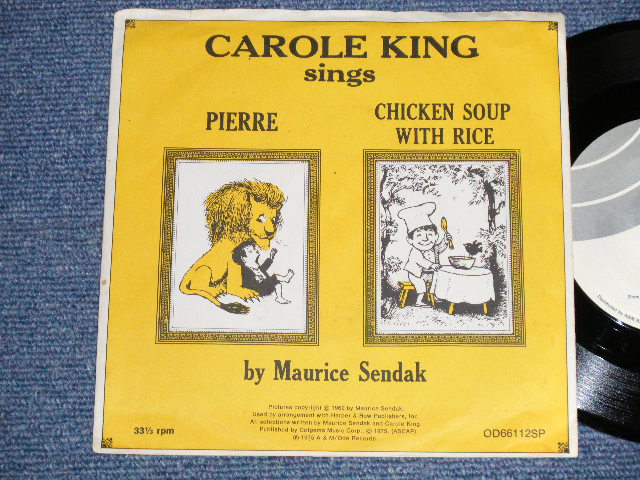 CAROLE KING
sings
PIERRE
CHICKEN SOUP
WITH RICE
by Maurice Sendak
Pictures copyright © 1962 by Maurice Sendak.
Used by arrangement with Harper & Row Publishers, Inc.
All selections written by Maurice Sendak and Carole King.
Published by Colgems Music Corp., © 1975, (ASCAP)
℗ 1975 A & M/Ode Records.
33⅓ rpm
OD66112SP
Distributed by A&M